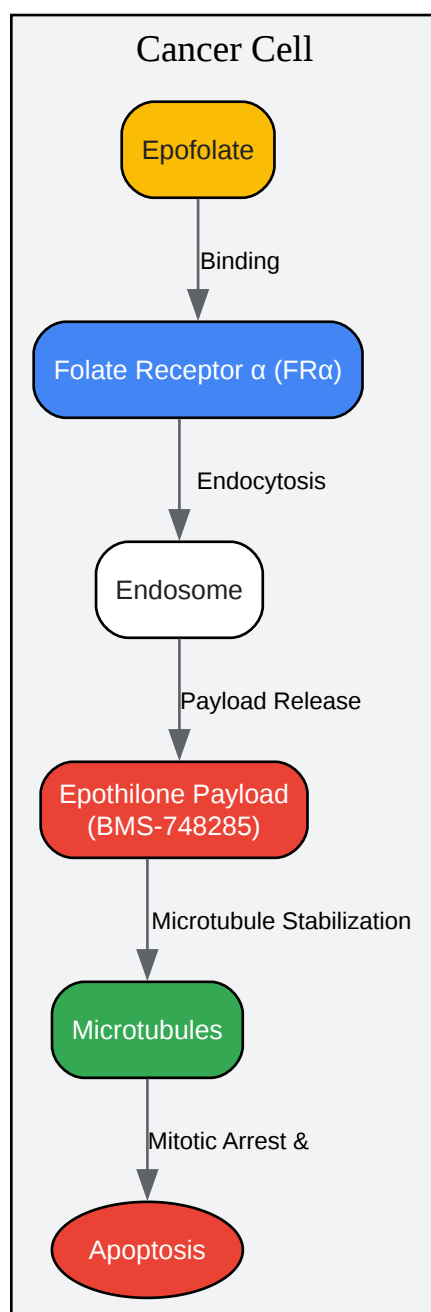 Cancer Cell
Epofolate
Binding
Folate Receptor α (FRα)
Endocytosis
Endosome
Payload Release
Epothilone Payload
(BMS-748285)
Microtubule Stabilization
Microtubules
Mitotic Arrest &
Apoptosis